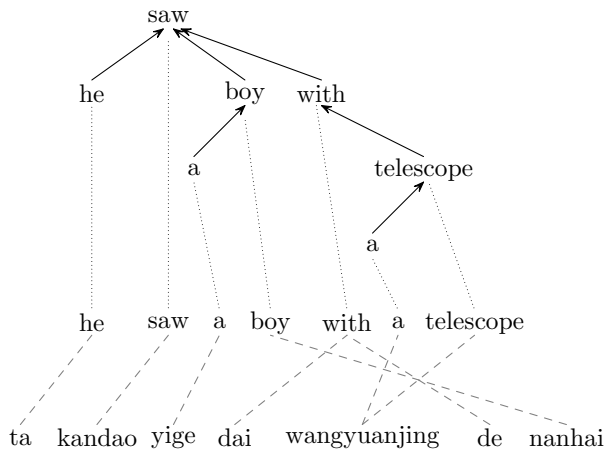 saw
he boy with
a telescope
a
he saw a boy with a telescope
ta kandao yige dai wangyuanjing de nanhai